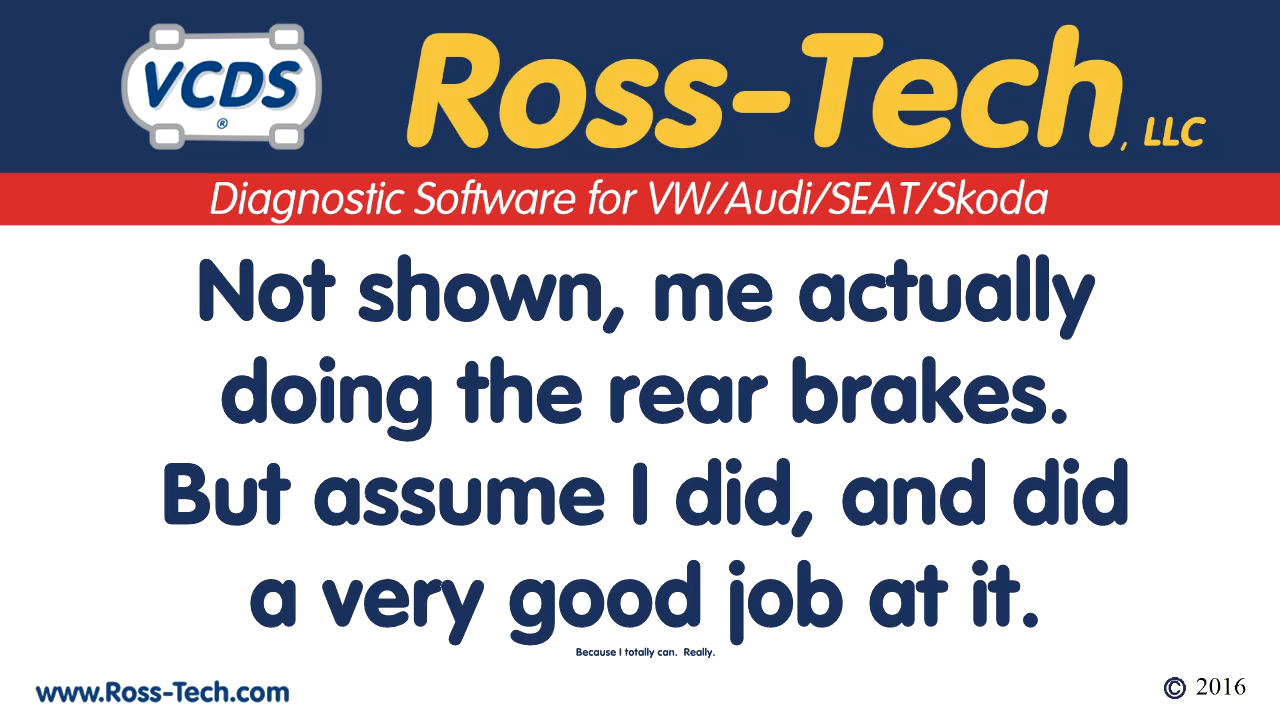 VCDS
®
Ross-Tech, LLC
Diagnostic Software for VW/Audi/SEAT/Skoda
Not shown, me actually
doing the rear brakes.
But assume I did, and did
a very good job at it.
Because I totally can. Really.
www.Ross-Tech.com
© 2016